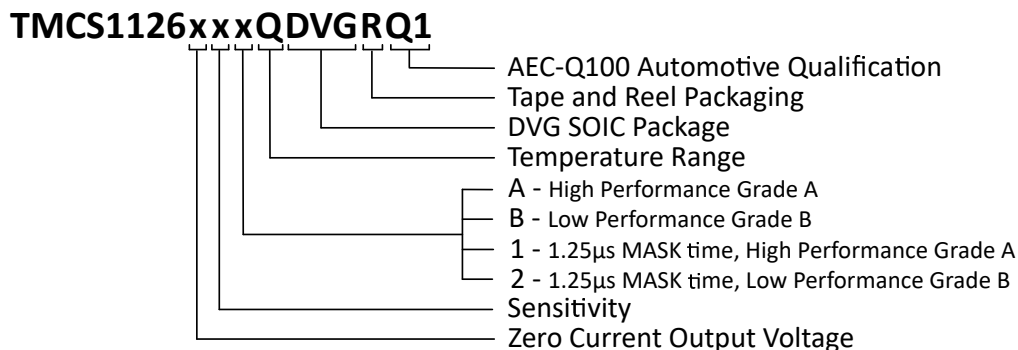 TMCS1126xxxQDVGRQ1
AEC-Q100 Automotive Qualification
Tape and Reel Packaging
DVG SOIC Package
Temperature Range
A - High Performance Grade A
B - Low Performance Grade B
1 - 1.25µs MASK time, High Performance Grade A
2 - 1.25µs MASK time, Low Performance Grade B
Sensitivity
Zero Current Output Voltage